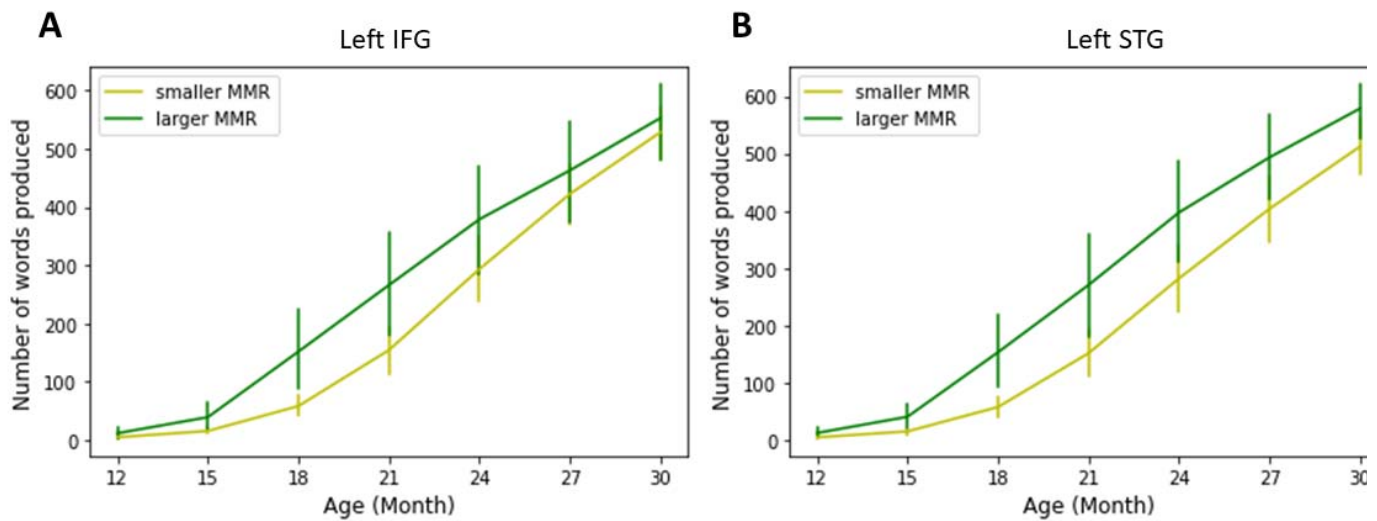 A
Left IFG
smaller MMR
larger MMR
600
500
400
300
200
100
0
Number of words produced
12 15 18 21 24 27 30
Age (Month)
B
Left STG
smaller MMR
larger MMR
600
500
400
300
200
100
0
Number of words produced
12 15 18 21 24 27 30
Age (Month)